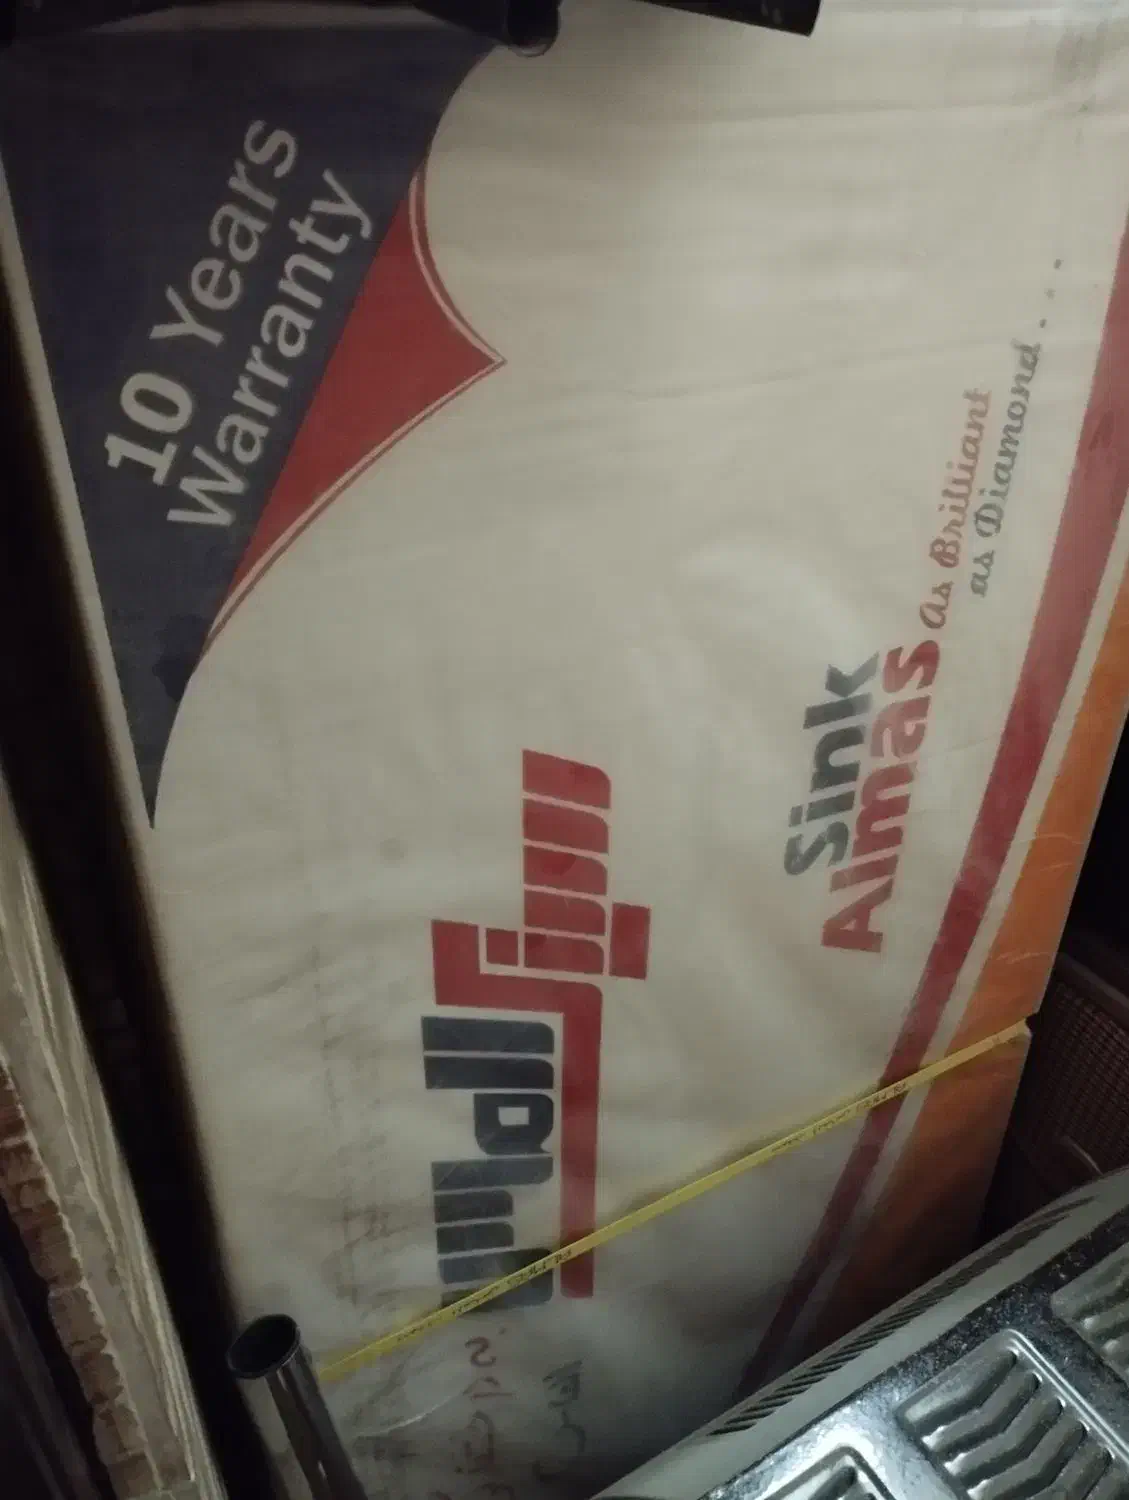 10 Years
Warranty
سینک
الماس
Sink
Almas
as Brilliant
as Diamond . . . .